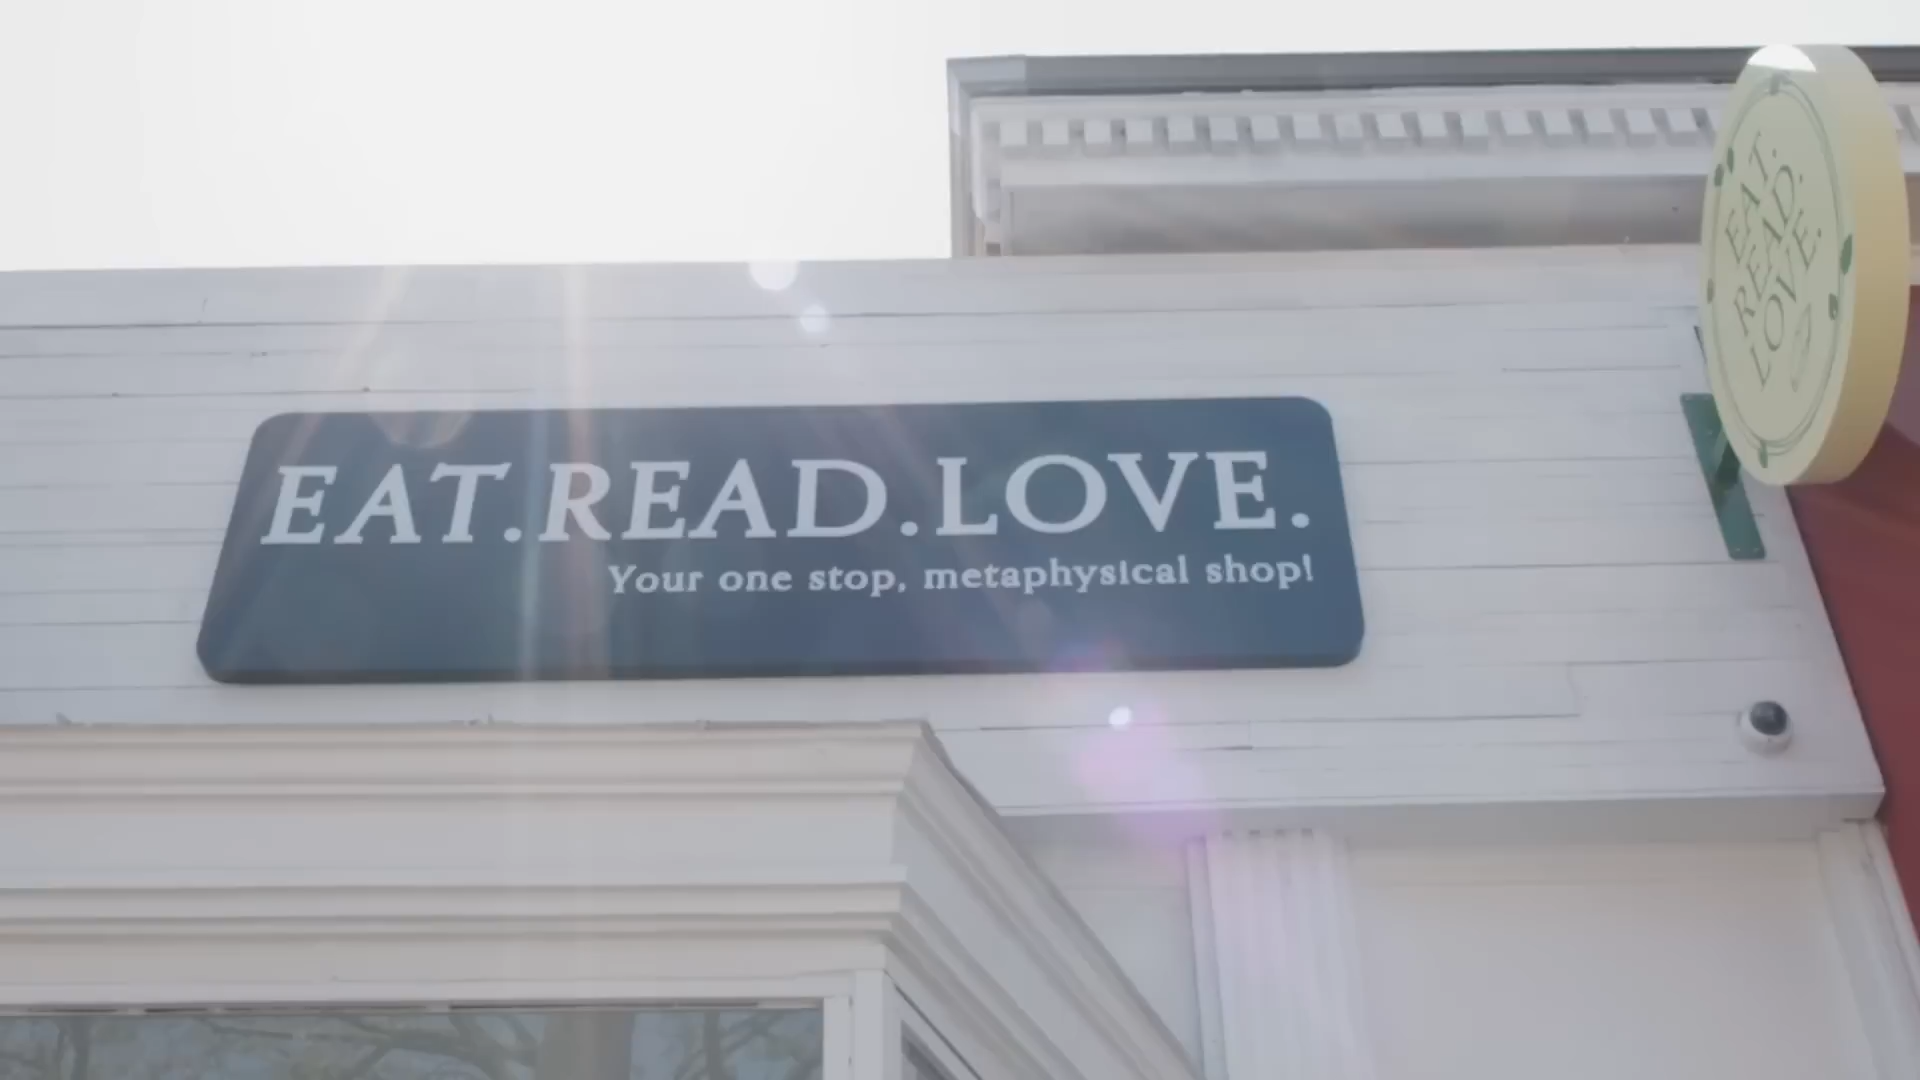 EAT.READ.LOVE.
Your one stop, metaphysical shop!
EAT.
READ.
LOVE.